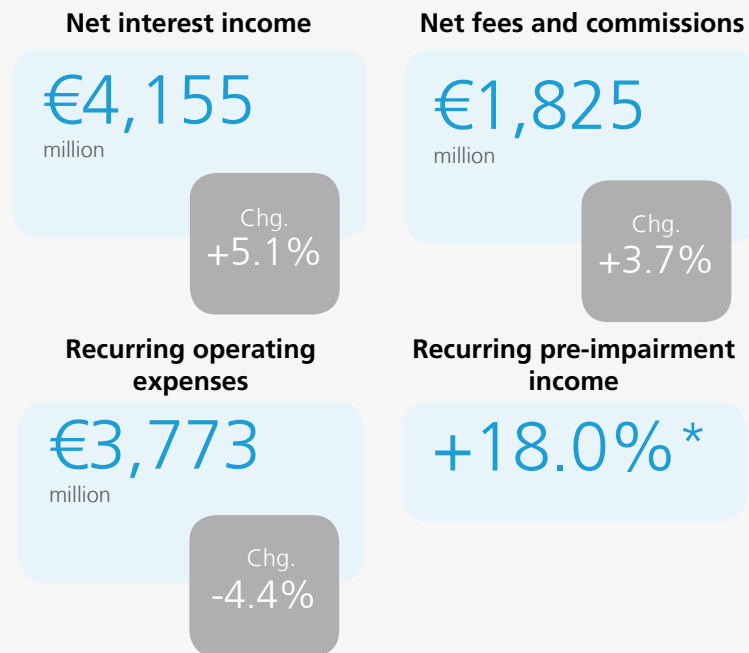 Net interest income
€4,155
million
Chg.
+5.1%
Net fees and commissions
€1,825
million
Chg.
+3.7%
Recurring operating
expenses
€3,773
million
Chg.
-4.4%
Recurring pre-impairment
income
+18.0%*